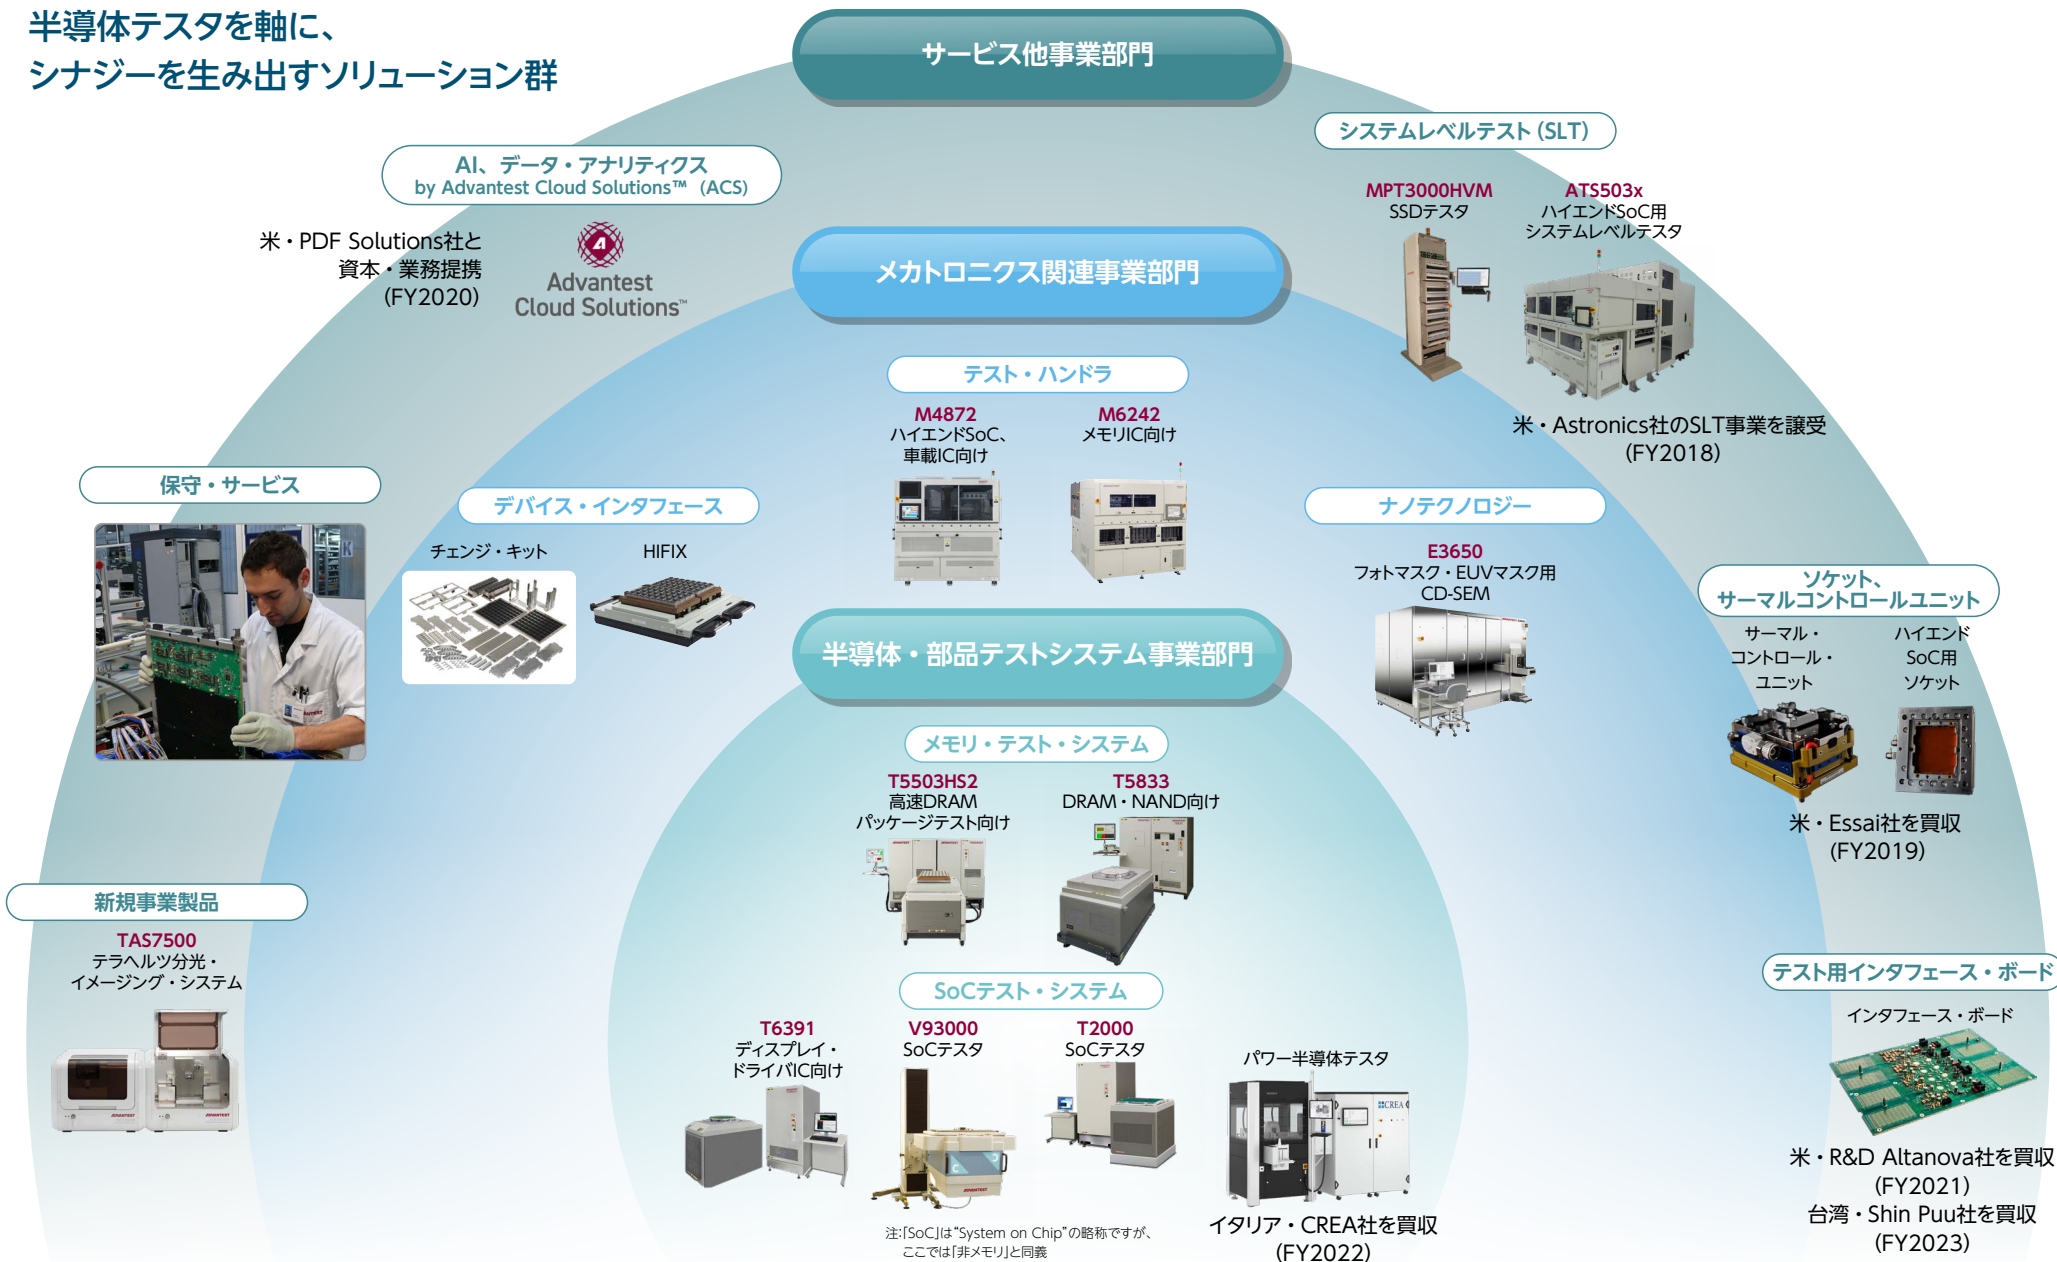 半導体テスタを軸に、
シナジーを生み出すソリューション群
サービス他事業部門
AI、データ・アナリティクス
by Advantest Cloud Solutions™ (ACS)
米・PDF Solutions社と
資本・業務提携
(FY2020)
Advantest
Cloud Solutions™
システムレベルテスト(SLT)
MPT3000HVM
SSDテスタ
ATS503x
ハイエンドSoC用
システムレベルテスタ
米・Astronics社のSLT事業を譲受
(FY2018)
メカトロニクス関連事業部門
テスト・ハンドラ
M4872
ハイエンドSoC、
車載IC向け
M6242
メモリIC向け
保守・サービス
デバイス・インタフェース
チェンジ・キット
HIFIX
ナノテクノロジー
E3650
フォトマスク・EUVマスク用
CD-SEM
ソケット、
サーマルコントロールユニット
サーマル・
コントロール・
ユニット
ハイエンド
SoC用
ソケット
米・Essai社を買収
(FY2019)
半導体・部品テストシステム事業部門
メモリ・テスト・システム
T5503HS2
高速DRAM
パッケージテスト向け
T5833
DRAM・NAND向け
新規事業製品
TAS7500
テラヘルツ分光・
イメージング・システム
SoCテスト・システム
T6391
ディスプレイ・
ドライバIC向け
V93000
SoCテスタ
T2000
SoCテスタ
パワー半導体テスタ
CREA
イタリア・CREA社を買収
(FY2022)
注:「SoC」は“System on Chip”の略称ですが、
ここでは「非メモリ」と同義
テスト用インタフェース・ボード
インタフェース・ボード
米・R&D Altanova社を買収
(FY2021)
台湾・Shin Puu社を買収
(FY2023)